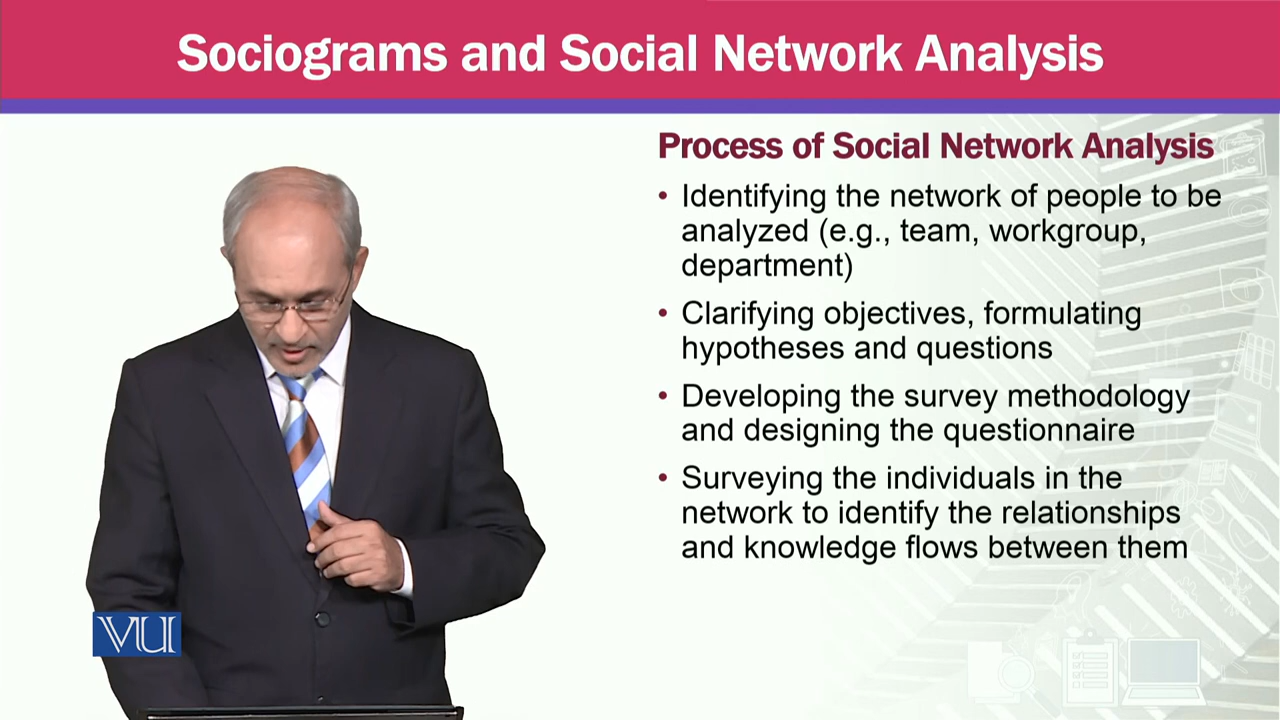 Sociograms and Social Network Analysis
Process of Social Network Analysis
• Identifying the network of people to be
analyzed (e.g., team, workgroup,
department)
• Clarifying objectives, formulating
hypotheses and questions
• Developing the survey methodology
and designing the questionnaire
• Surveying the individuals in the
network to identify the relationships
and knowledge flows between them
VU